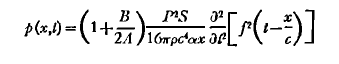 p(x,t) = (1 + B/2A) P²S/16πρc⁴αx ∂²/∂t² [f²(t − x/c)]